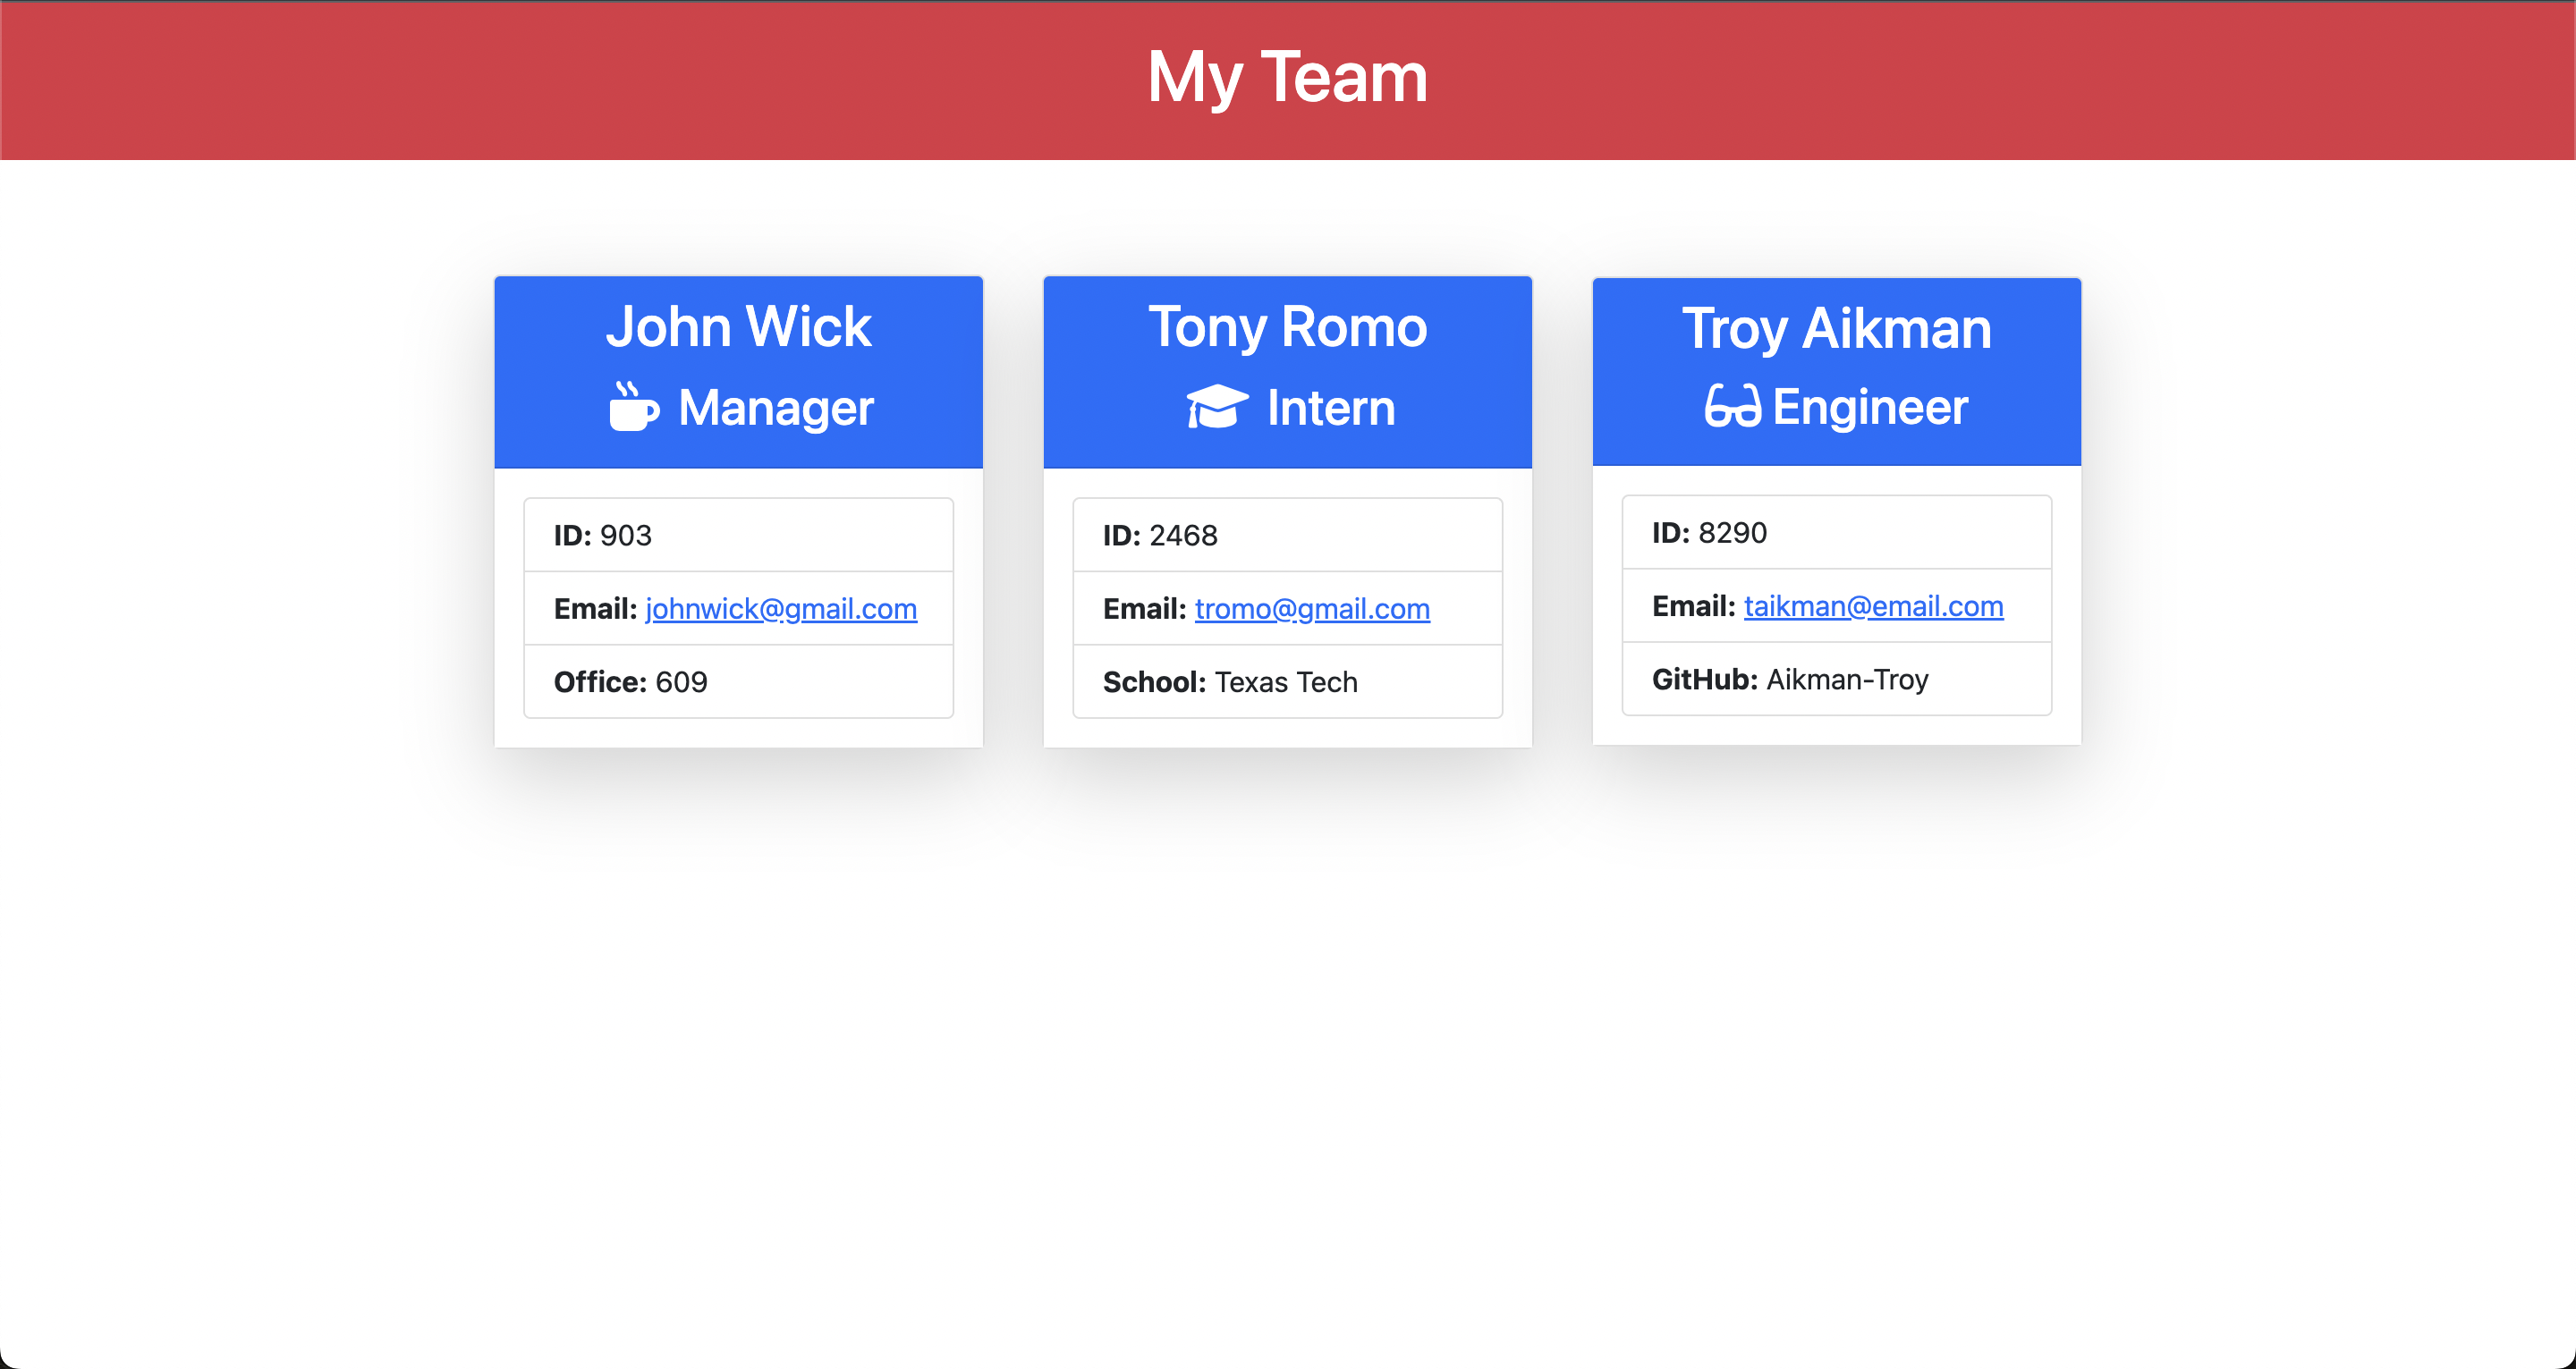 My Team
John Wick
Manager
ID: 903
Email: johnwick@gmail.com
Office: 609
Tony Romo
Intern
ID: 2468
Email: tromo@gmail.com
School: Texas Tech
Troy Aikman
Engineer
ID: 8290
Email: taikman@email.com
GitHub: Aikman-Troy